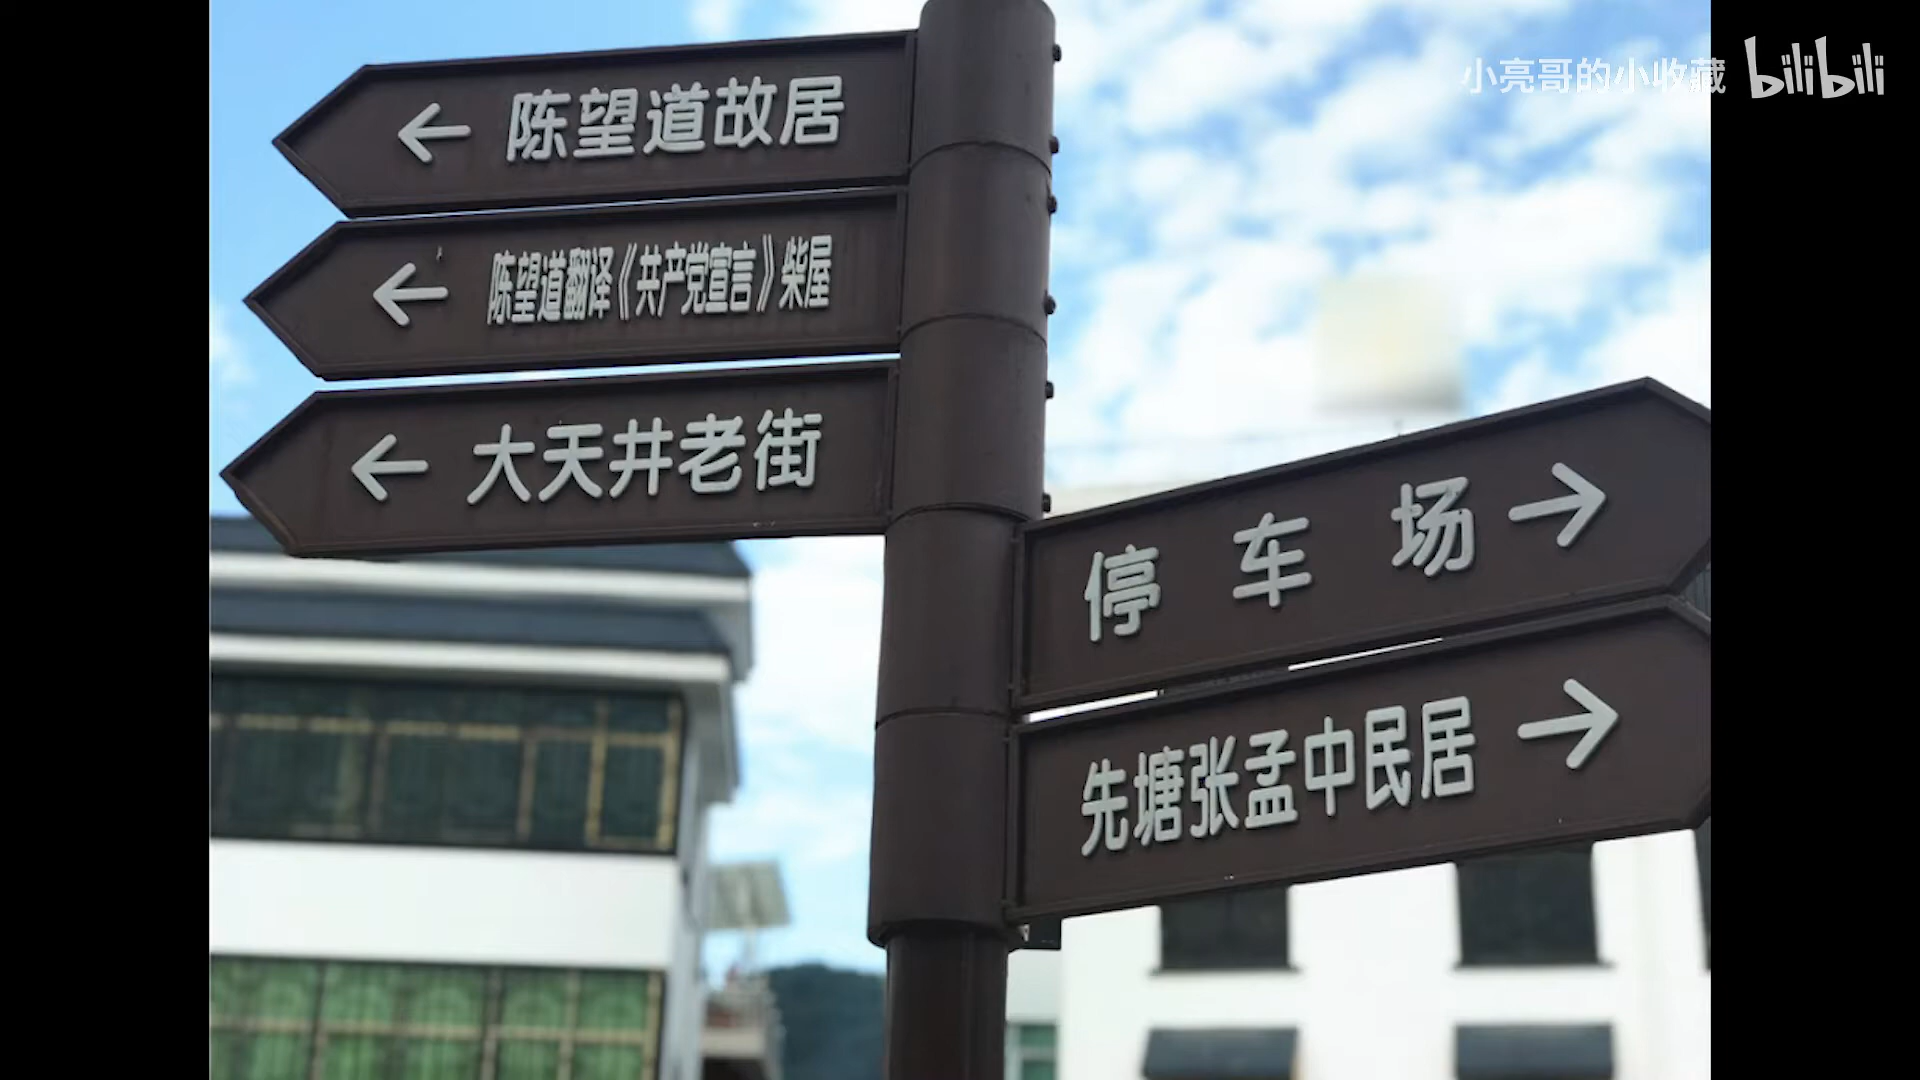 小亮哥的小收藏 bilibili
← 陈望道故居
← 陈望道翻译《共产党宣言》柴屋
← 大天井老街
停车场 →
先塘张孟中民居 →